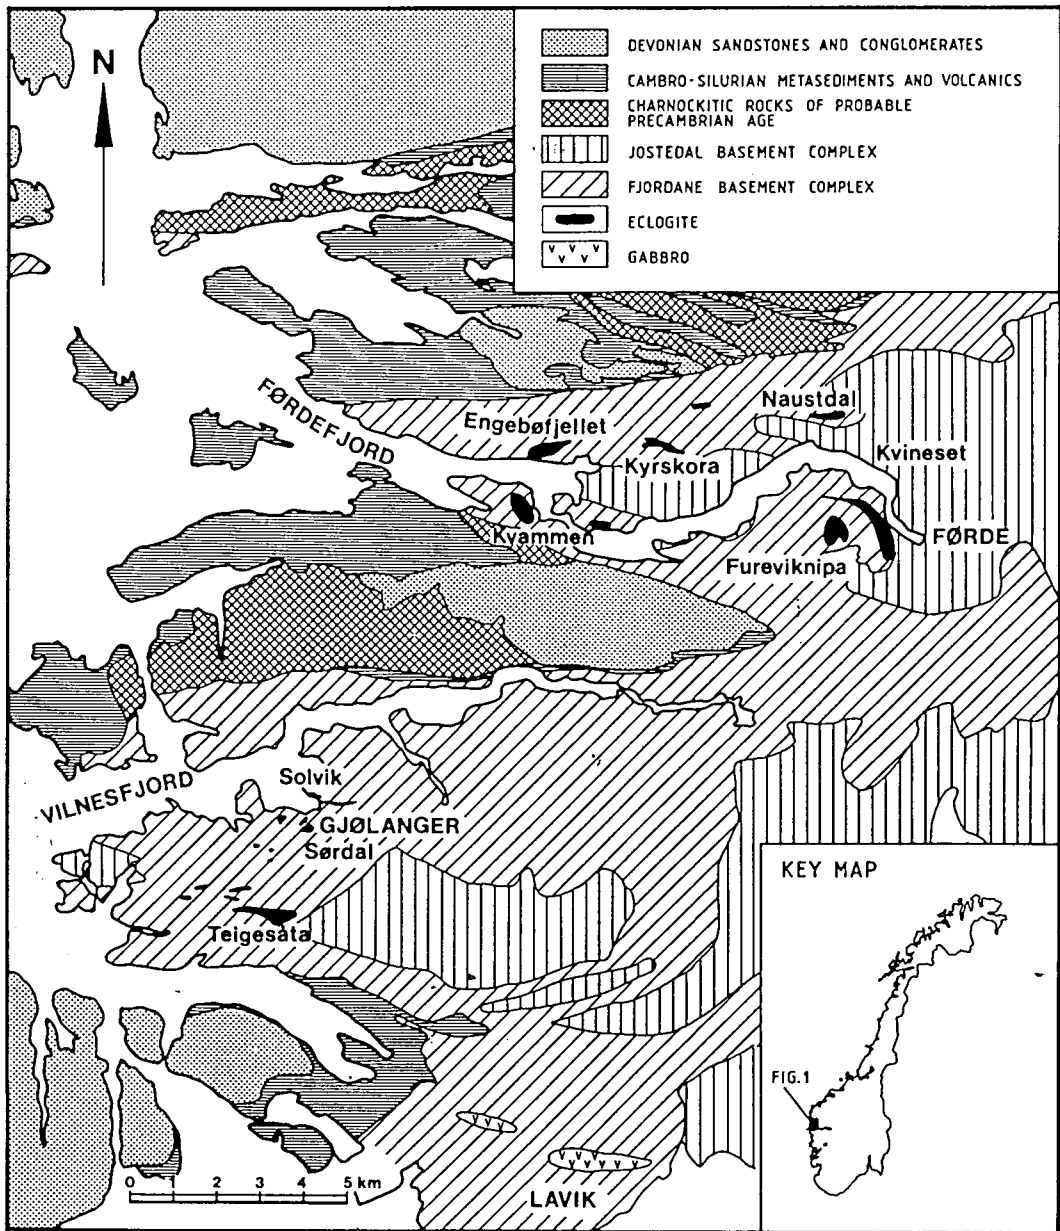 N
DEVONIAN SANDSTONES AND CONGLOMERATES
CAMBRO-SILURIAN METASEDIMENTS AND VOLCANICS
CHARNOCKITIC ROCKS OF PROBABLE
PRECAMBRIAN AGE
JOSTEDAL BASEMENT COMPLEX
FJORDANE BASEMENT COMPLEX
ECLOGITE
GABBRO
FØRDEFJORD
Engebøfjellet
Naustdal
Kyrskora
Kvineset
Kvammen
FØRDE
Fureviknipa
VILNESFJORD
Solvik
GJØLANGER
Sørdal
Teigesåta
KEY MAP
FIG.1
0 1 2 3 4 5 km
LAVIK